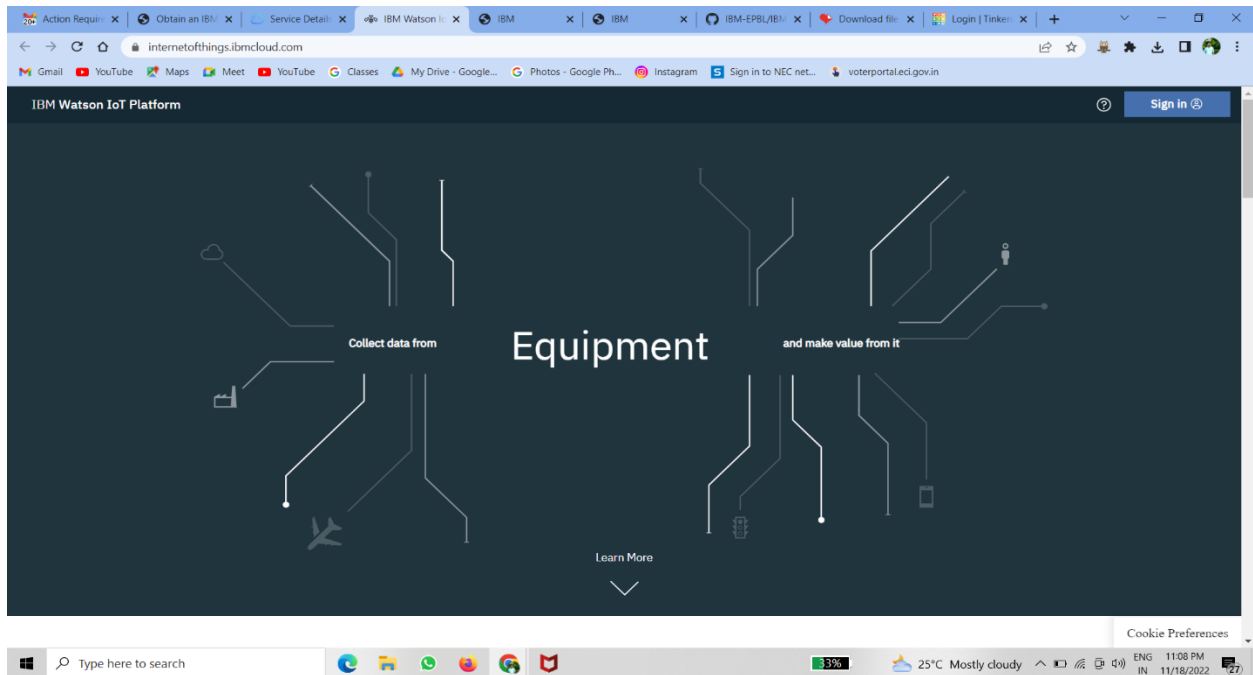 20+ Action Require
Obtain an IBM
Service Details
IBM Watson Io
IBM
IBM
IBM-EPBL/IBM
Download file
Login | Tinker
internetofthings.ibmcloud.com
Gmail YouTube Maps Meet YouTube Classes My Drive - Google... Photos - Google Ph... Instagram Sign in to NEC net... voterportal.eci.gov.in
IBM Watson IoT Platform
Sign in
Collect data from Equipment and make value from it
Learn More
Cookie Preferences
Type here to search
33%
25°C Mostly cloudy
ENG 11:08 PM
IN 11/18/2022
27